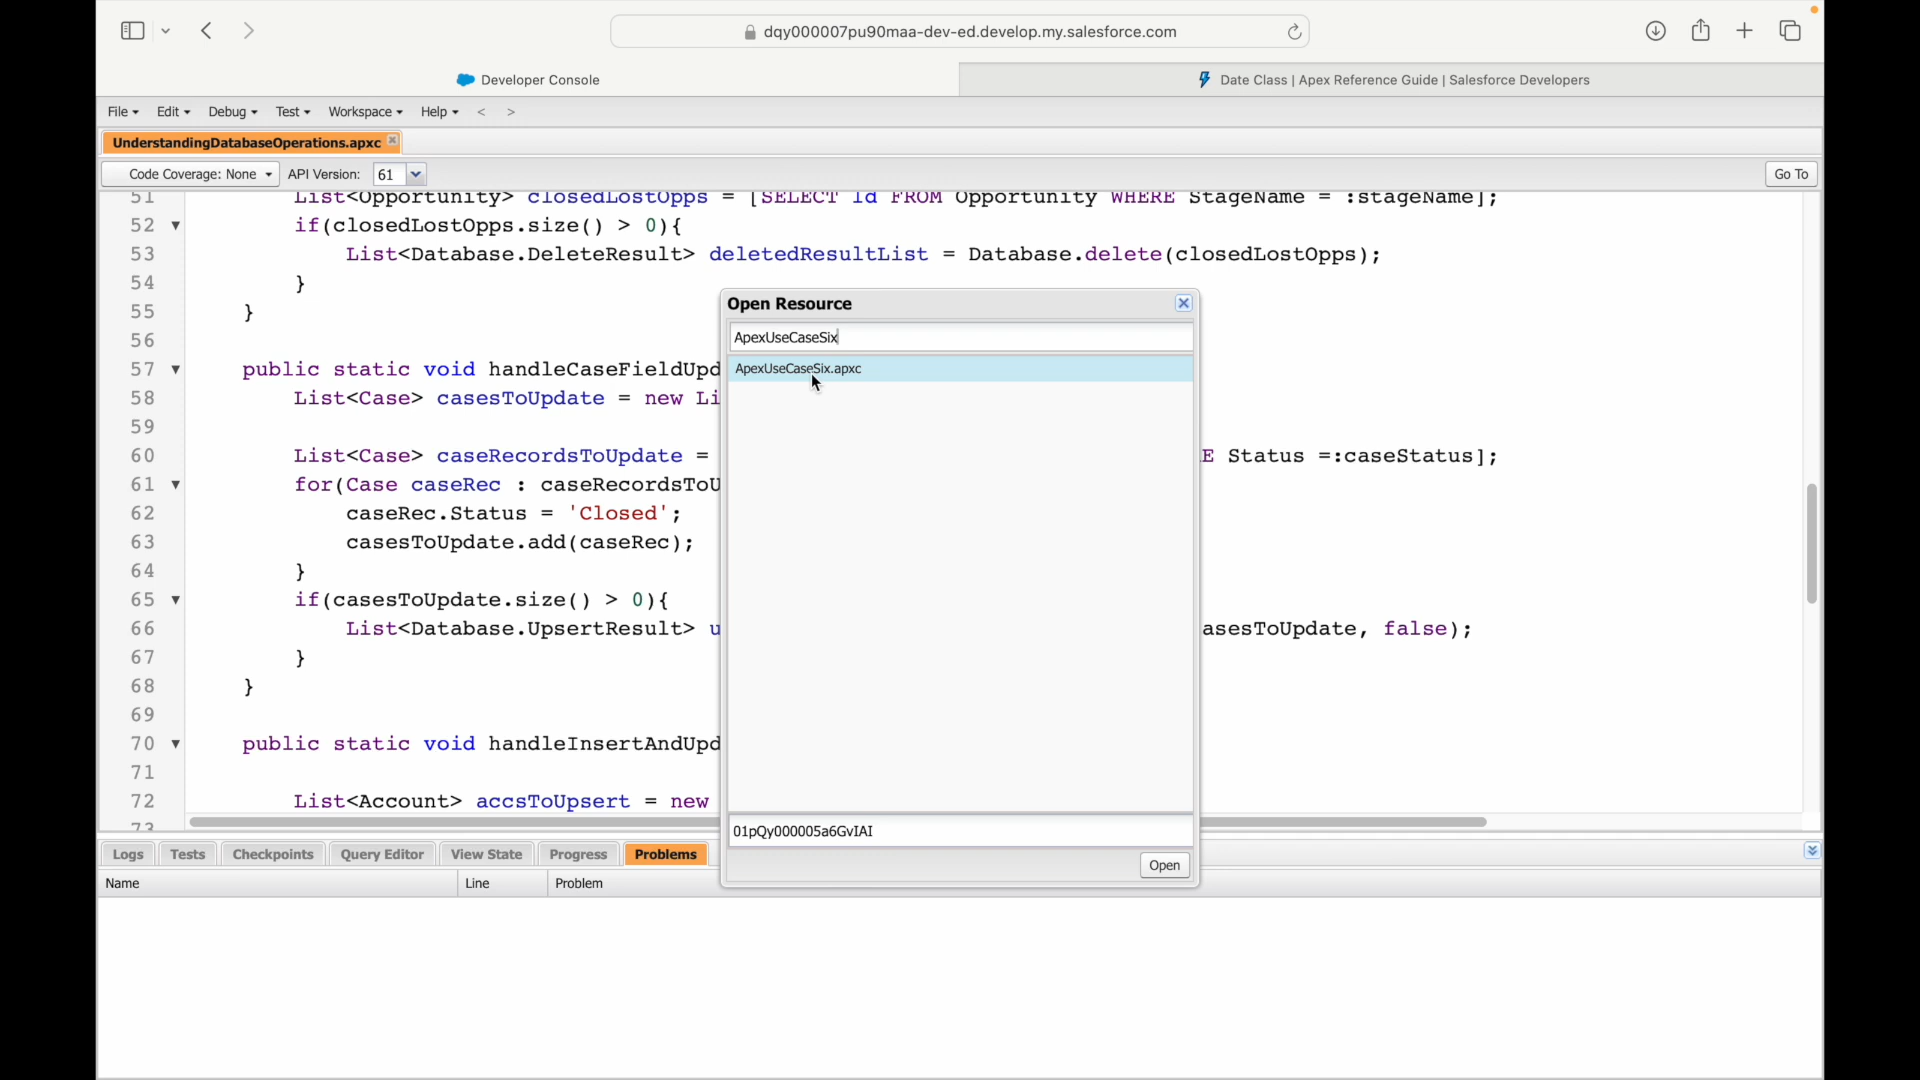 dqy000007pu90maa-dev-ed.develop.my.salesforce.com
Developer Console
Date Class | Apex Reference Guide | Salesforce Developers
File Edit Debug Test Workspace Help < >
UnderstandingDatabaseOperations.apxc
Code Coverage: None API Version: 61 Go To
51 List<Opportunity> closedLostOpps = [SELECT Id FROM Opportunity WHERE StageName = :stageName];
52 if(closedLostOpps.size() > 0){
53 List<Database.DeleteResult> deletedResultList = Database.delete(closedLostOpps);
54 }
55 }
56
57 public static void handleCaseFieldUpd
58 List<Case> casesToUpdate = new Li
59
60 List<Case> caseRecordsToUpdate = E Status =:caseStatus];
61 for(Case caseRec : caseRecordsToU
62 caseRec.Status = 'Closed';
63 casesToUpdate.add(caseRec);
64 }
65 if(casesToUpdate.size() > 0){
66 List<Database.UpsertResult> u asesToUpdate, false);
67 }
68 }
69
70 public static void handleInsertAndUpd
71
72 List<Account> accsToUpsert = new
73
Open Resource
ApexUseCaseSix
ApexUseCaseSix.apxc
01pQy000005a6GvIAI
Open
Logs Tests Checkpoints Query Editor View State Progress Problems
Name Line Problem